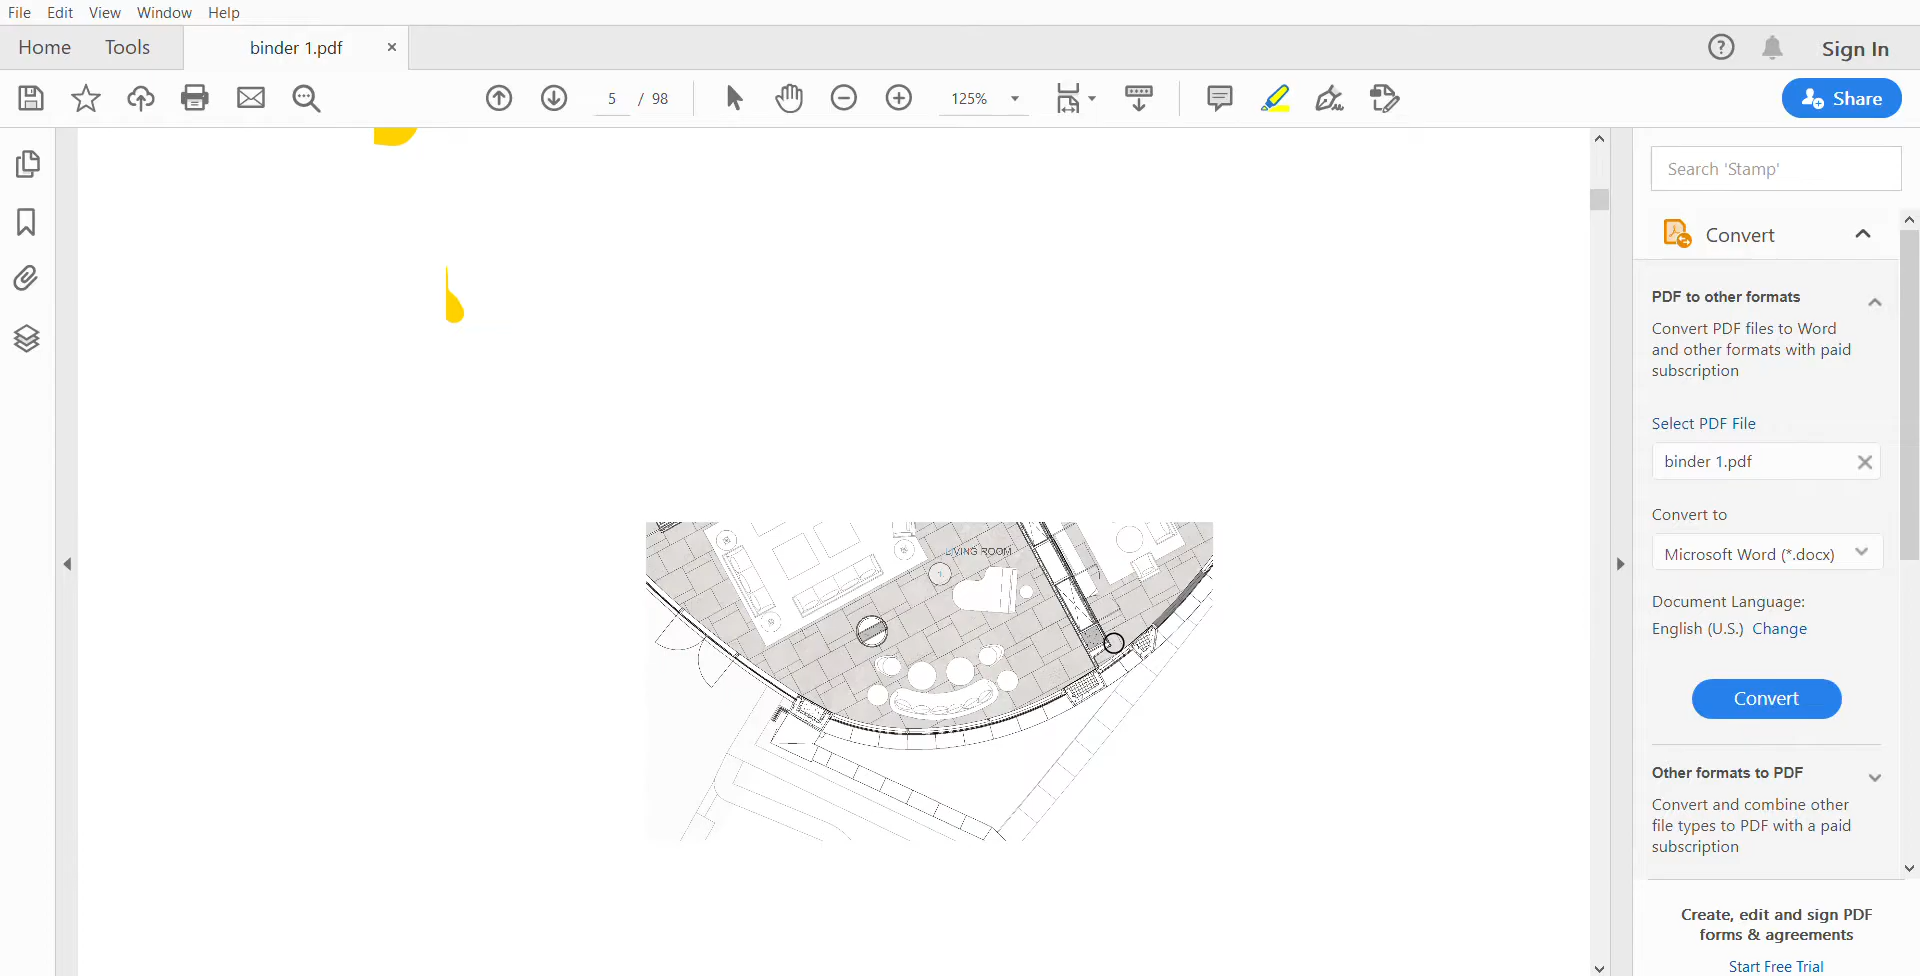 File Edit View Window Help
Home Tools binder 1.pdf × ? Sign In
5 / 98 125% Share
Search 'Stamp'
Convert
PDF to other formats
Convert PDF files to Word
and other formats with paid
subscription
Select PDF File
binder 1.pdf
Convert to
Microsoft Word (*.docx)
Document Language:
English (U.S.) Change
Convert
Other formats to PDF
Convert and combine other
file types to PDF with a paid
subscription
Create, edit and sign PDF
forms & agreements
Start Free Trial
LIVING ROOM